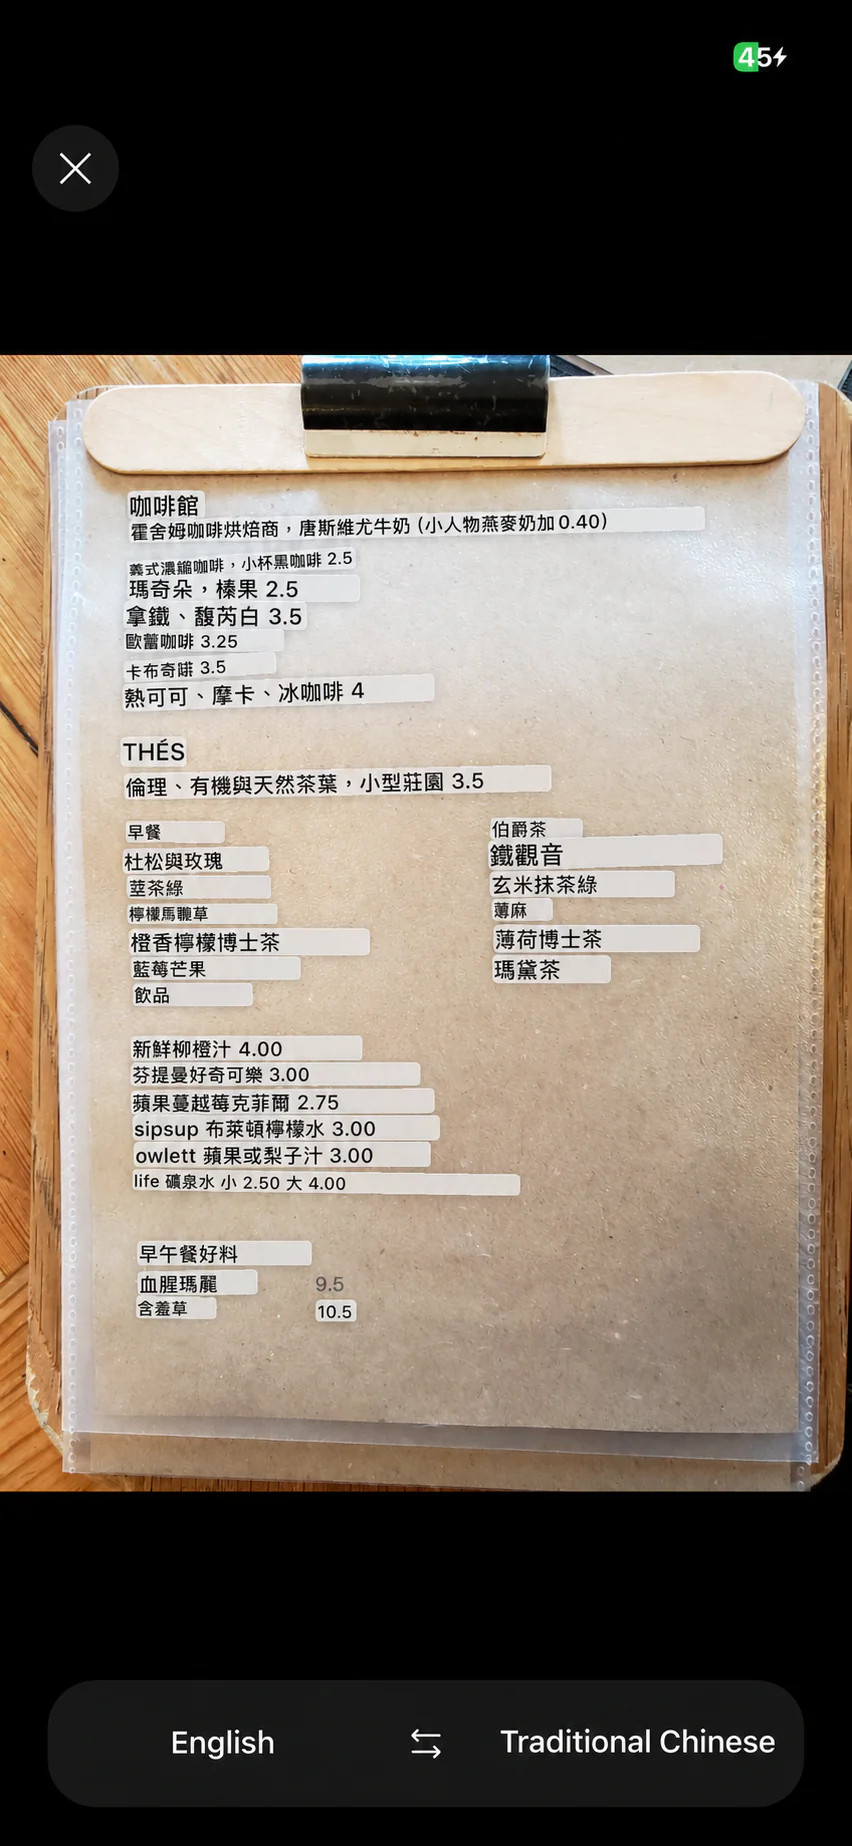 45
咖啡館
霍舍姆咖啡烘焙商，唐斯維尤牛奶 (小人物燕麥奶加0.40)
義式濃縮咖啡，小杯黑咖啡 2.5
瑪奇朵，榛果 2.5
拿鐵、馥芮白 3.5
歐蕾咖啡 3.25
卡布奇諾 3.5
熱可可、摩卡、冰咖啡 4
THÉS
倫理、有機與天然茶葉，小型莊園 3.5
早餐
杜松與玫瑰
莖茶綠
檸檬馬鞭草
橙香檸檬博士茶
藍莓芒果
飲品
伯爵茶
鐵觀音
玄米抹茶綠
蕁麻
薄荷博士茶
瑪黛茶
新鮮柳橙汁 4.00
芬提曼好奇可樂 3.00
蘋果蔓越莓克菲爾 2.75
sipsup 布萊頓檸檬水 3.00
owlett 蘋果或梨子汁 3.00
life 礦泉水 小 2.50 大 4.00
早午餐好料
血腥瑪麗 9.5
含羞草 10.5
English
Traditional Chinese